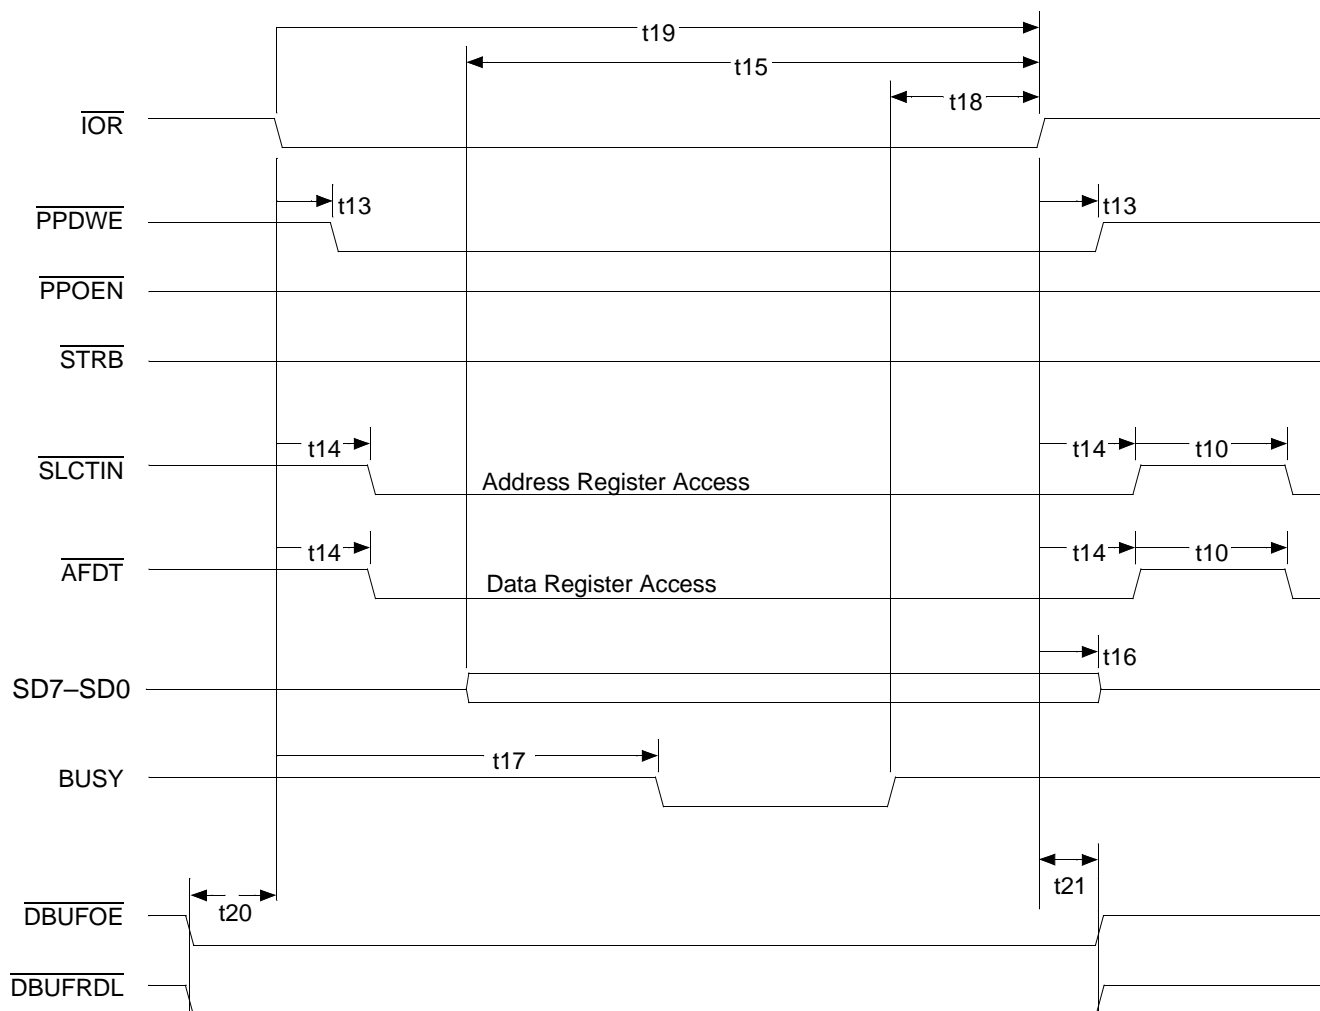 t19
t15
t18
IOR
t13 t13
PPDWE
PPOEN
STRB
t14 t14 t10
SLCTIN
Address Register Access
t14 t14 t10
AFDT
Data Register Access
t16
SD7–SD0
t17
BUSY
t21
t20
DBUFOE
DBUFRDL